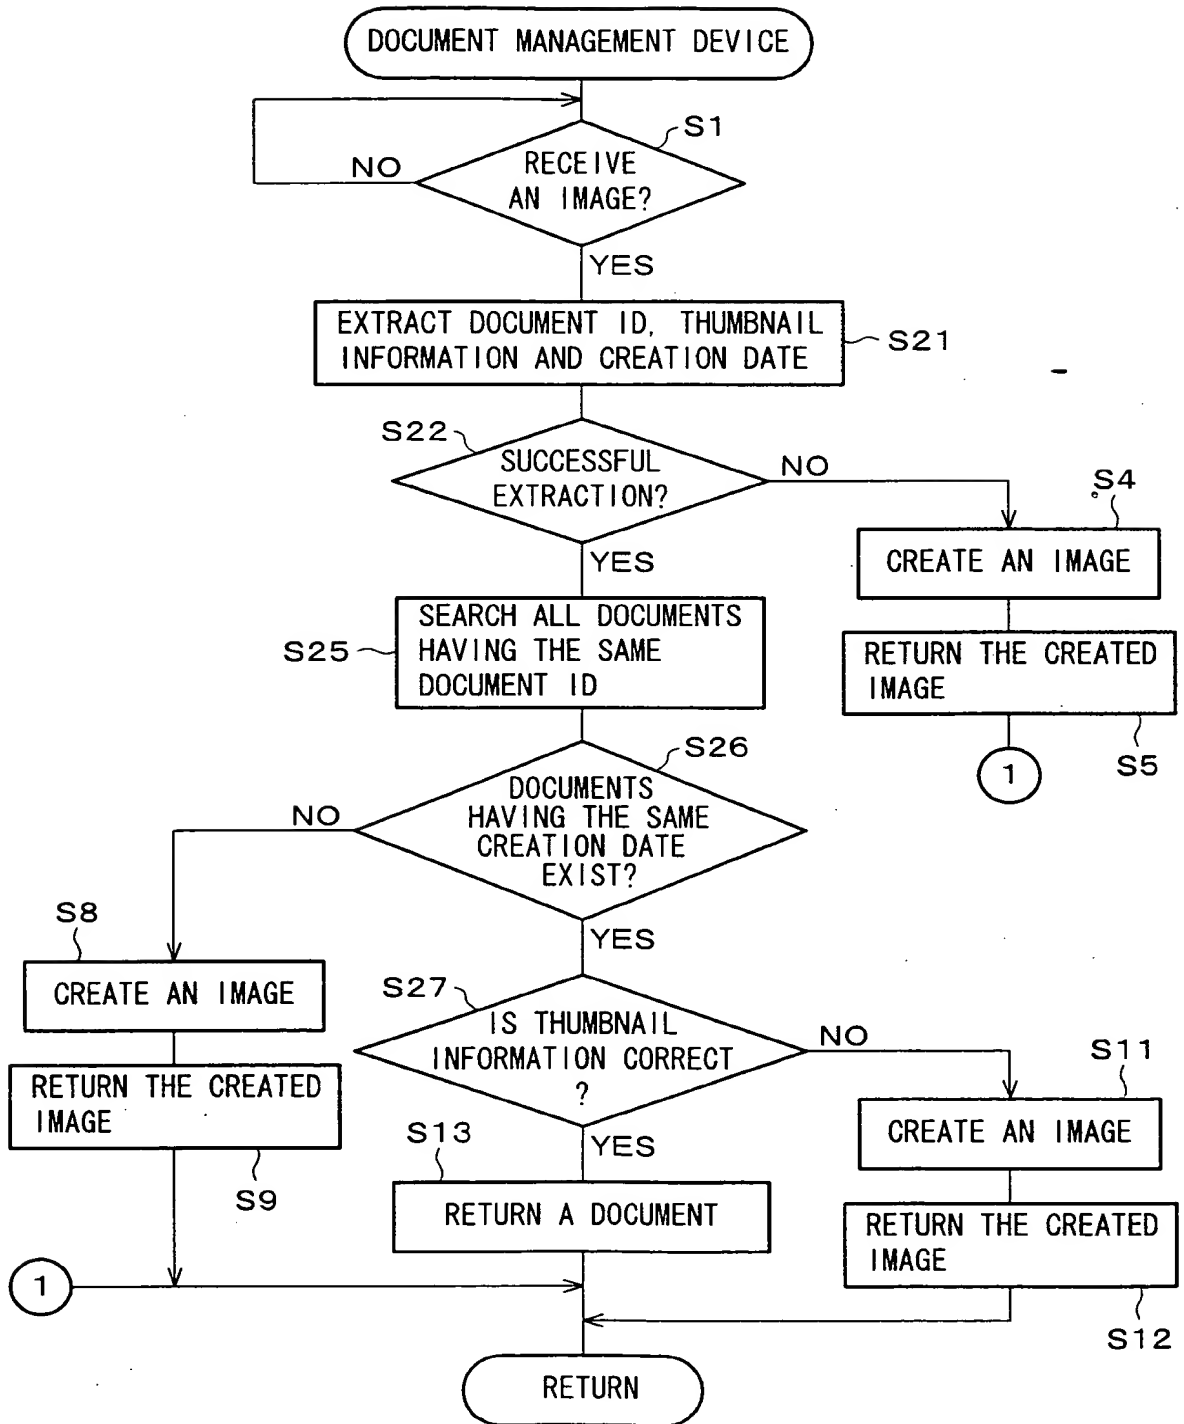 DOCUMENT MANAGEMENT DEVICE
S1
RECEIVE
AN IMAGE?
NO
YES
EXTRACT DOCUMENT ID, THUMBNAIL
INFORMATION AND CREATION DATE
S21
S22
SUCCESSFUL
EXTRACTION?
NO
YES
S4
CREATE AN IMAGE
RETURN THE CREATED
IMAGE
S5
1
SEARCH ALL DOCUMENTS
HAVING THE SAME
DOCUMENT ID
S25
S26
DOCUMENTS
HAVING THE SAME
CREATION DATE
EXIST?
NO
YES
S8
CREATE AN IMAGE
RETURN THE CREATED
IMAGE
S9
S27
IS THUMBNAIL
INFORMATION CORRECT
?
NO
YES
S11
CREATE AN IMAGE
RETURN THE CREATED
IMAGE
S12
S13
RETURN A DOCUMENT
1
RETURN